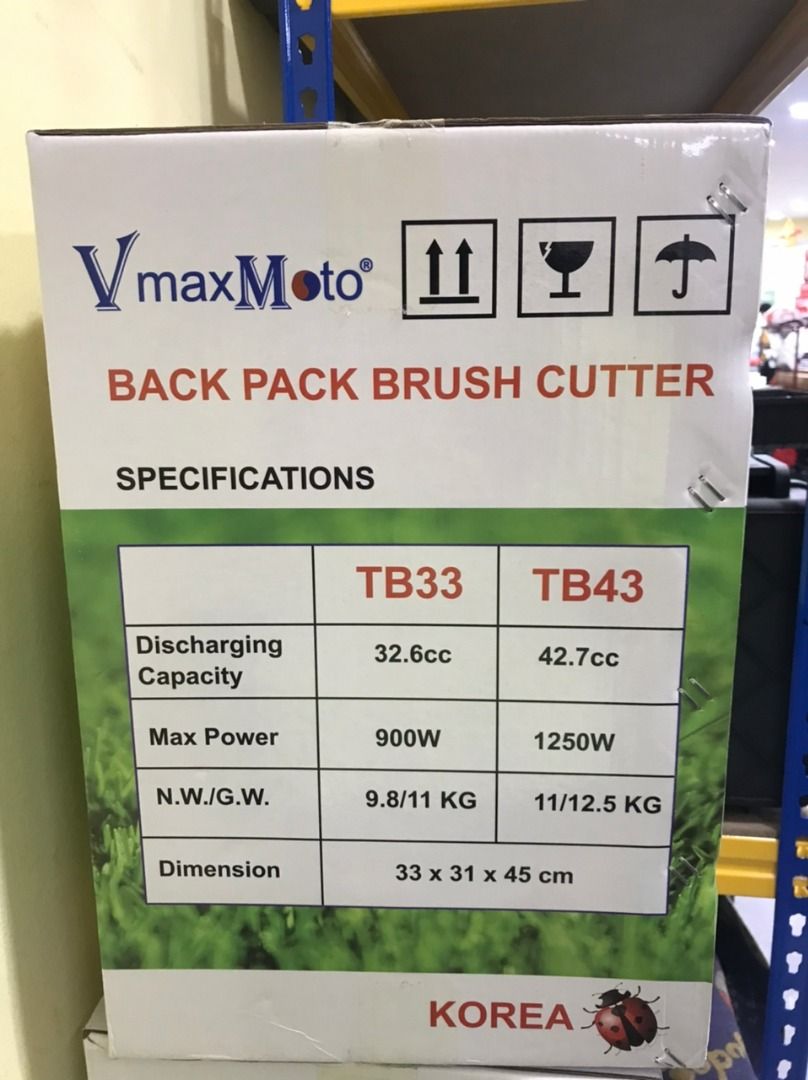 VmaxMoto®
BACK PACK BRUSH CUTTER
SPECIFICATIONS
TB33 TB43
Discharging Capacity 32.6cc 42.7cc
Max Power 900W 1250W
N.W./G.W. 9.8/11 KG 11/12.5 KG
Dimension 33 x 31 x 45 cm
KOREA